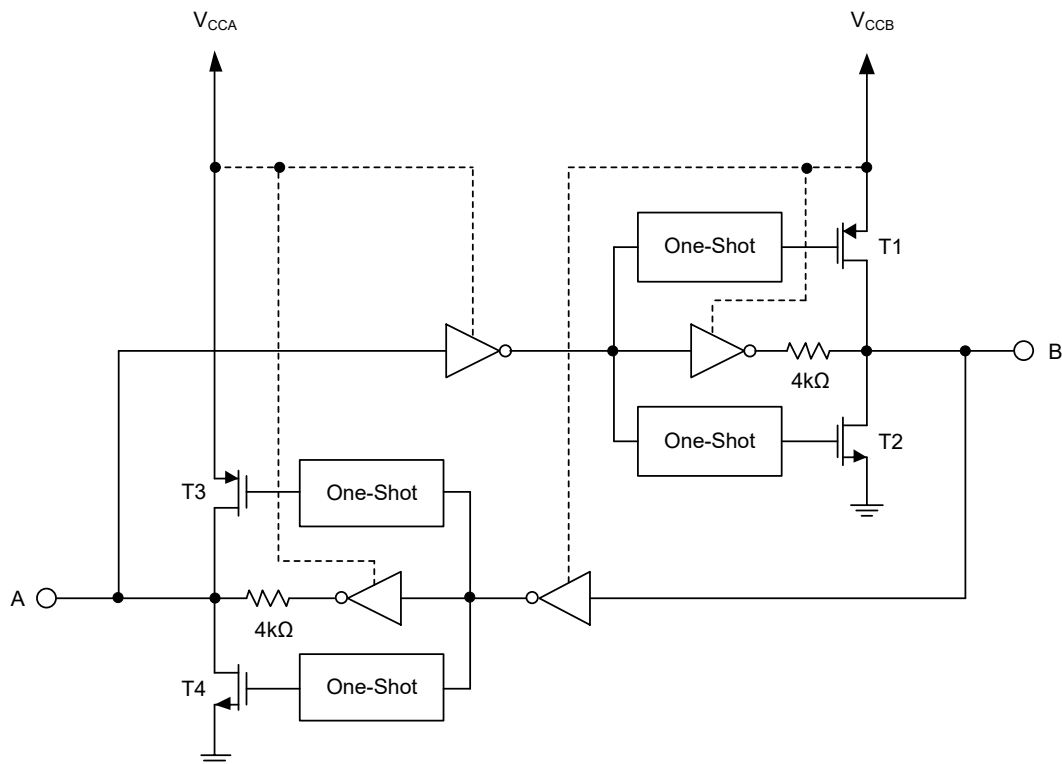 VCCA
VCCB
One-Shot
T1
B
4kΩ
One-Shot
T2
T3
One-Shot
A
4kΩ
T4
One-Shot